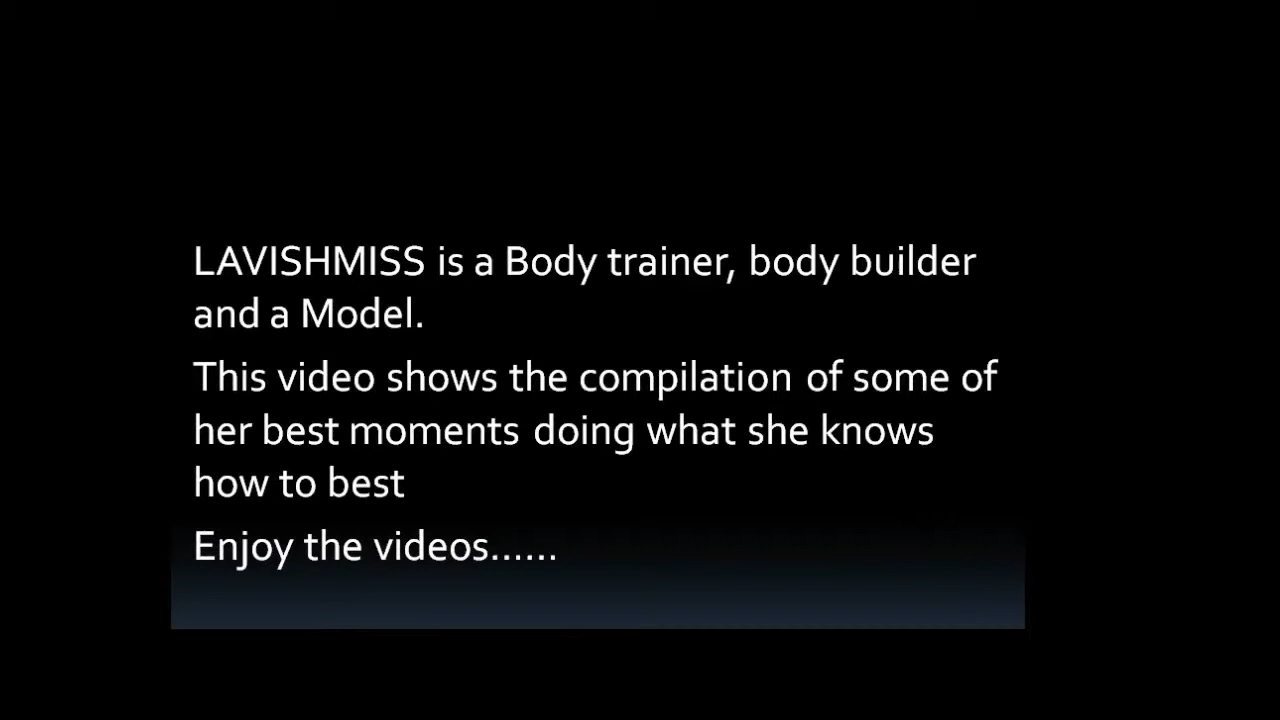 LAVISHMISS is a Body trainer, body builder
and a Model.
This video shows the compilation of some of
her best moments doing what she knows
how to best
Enjoy the videos......